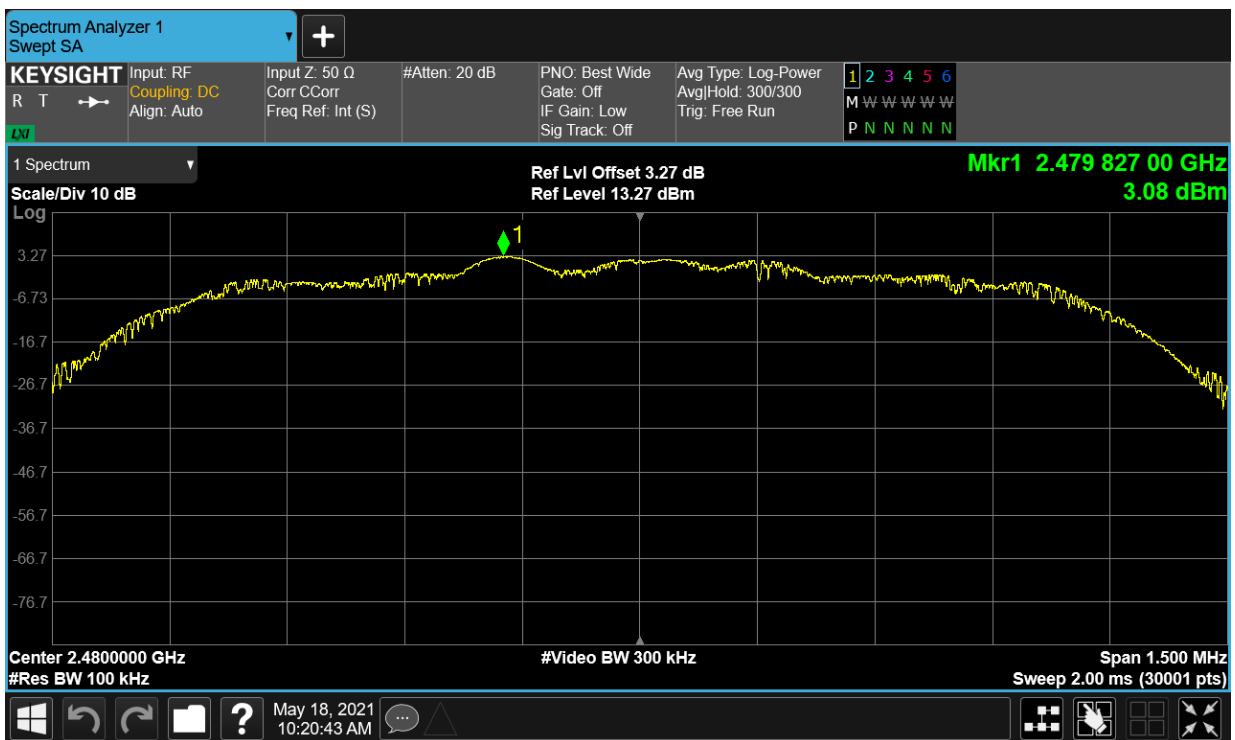 Spectrum Analyzer 1
Swept SA
KEYSIGHT
R T
LXI
Input: RF
Coupling: DC
Align: Auto
Input Z: 50 Ω
Corr CCorr
Freq Ref: Int (S)
#Atten: 20 dB
PNO: Best Wide
Gate: Off
IF Gain: Low
Sig Track: Off
Avg Type: Log-Power
Avg|Hold: 300/300
Trig: Free Run
1 2 3 4 5 6
M W W W W W
P N N N N N
1 Spectrum
Scale/Div 10 dB
Log
Ref Lvl Offset 3.27 dB
Ref Level 13.27 dBm
Mkr1 2.479 827 00 GHz
3.08 dBm
1
3.27
-6.73
-16.7
-26.7
-36.7
-46.7
-56.7
-66.7
-76.7
Center 2.4800000 GHz
#Res BW 100 kHz
#Video BW 300 kHz
Span 1.500 MHz
Sweep 2.00 ms (30001 pts)
?
May 18, 2021
10:20:43 AM